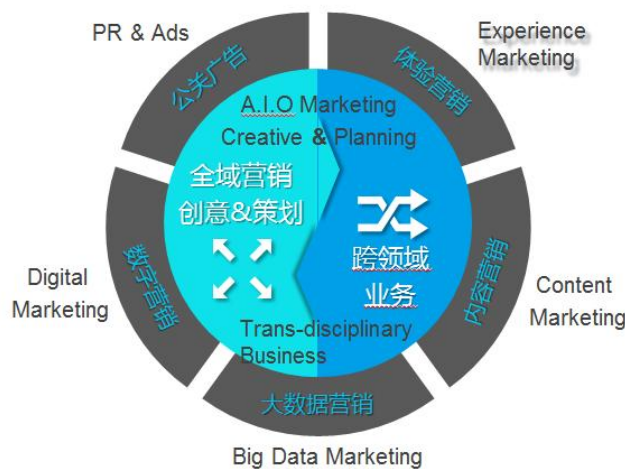 PR & Ads
Experience
Marketing
公关广告
体验营销
A.I.O Marketing
Creative & Planning
全域营销
创意&策划
跨领域
业务
数字营销
内容营销
Digital
Marketing
Content
Marketing
Trans-disciplinary
Business
大数据营销
Big Data Marketing